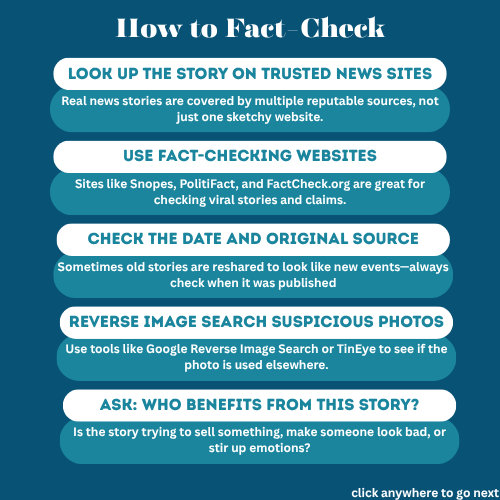 How to Fact-Check
LOOK UP THE STORY ON TRUSTED NEWS SITES
Real news stories are covered by multiple reputable sources, not
just one sketchy website.
USE FACT-CHECKING WEBSITES
Sites like Snopes, PolitiFact, and FactCheck.org are great for
checking viral stories and claims.
CHECK THE DATE AND ORIGINAL SOURCE
Sometimes old stories are reshared to look like new events—always
check when it was published
REVERSE IMAGE SEARCH SUSPICIOUS PHOTOS
Use tools like Google Reverse Image Search or TinEye to see if the
photo is used elsewhere.
ASK: WHO BENEFITS FROM THIS STORY?
Is the story trying to sell something, make someone look bad, or
stir up emotions?
click anywhere to go next